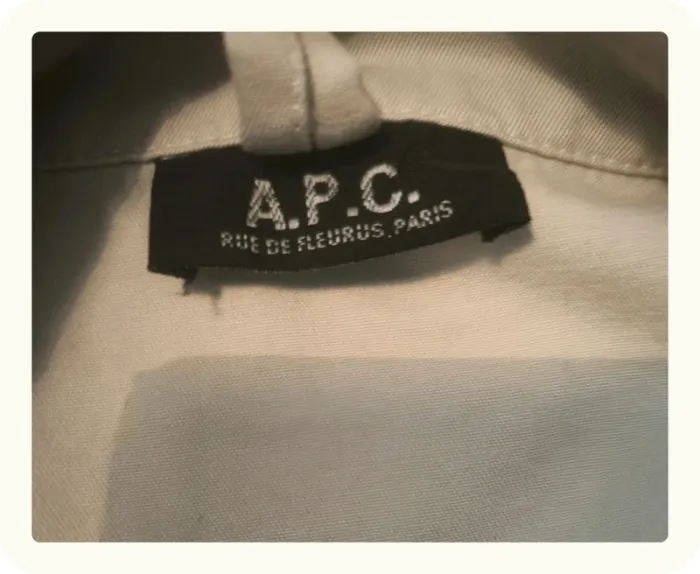 A.P.C.
RUE DE FLEURUS. PARIS